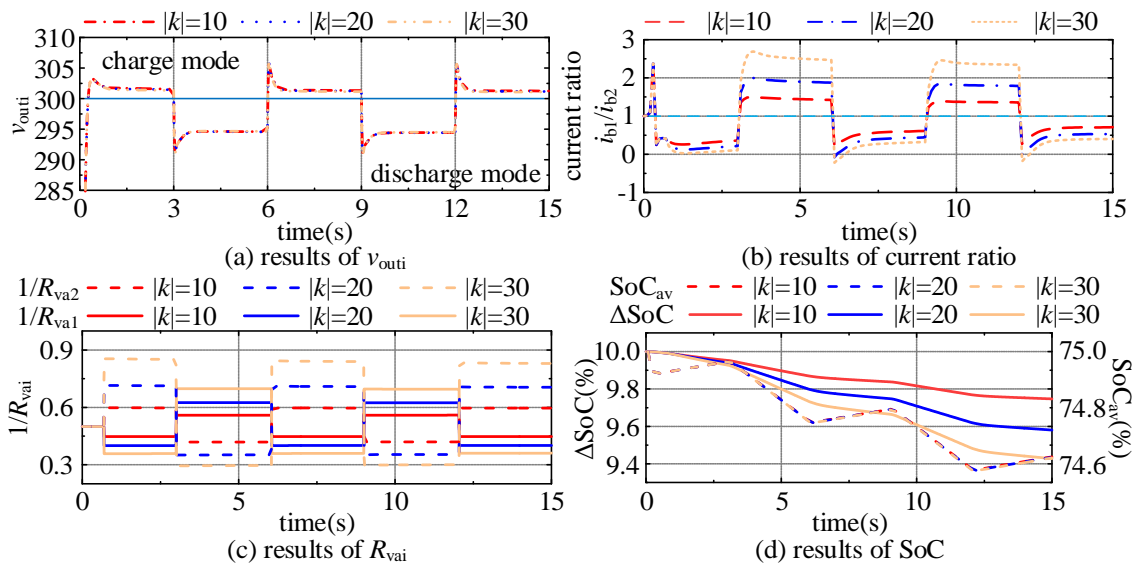 |k|=10 |k|=20 |k|=30
310
305
300
295
290
285
v_outi
charge mode
discharge mode
0 3 6 9 12 15
time(s)
(a) results of v_outi
|k|=10 |k|=20 |k|=30
3
2
1
0
-1
current ratio
i_b1/i_b2
0 5 10 15
time(s)
(b) results of current ratio
1/R_va2 |k|=10 |k|=20 |k|=30
1/R_va1 |k|=10 |k|=20 |k|=30
0.9
0.6
0.3
1/R_vai
0 5 10 15
time(s)
(c) results of R_vai
SoC_av |k|=10 |k|=20 |k|=30
ΔSoC |k|=10 |k|=20 |k|=30
10.0
9.8
9.6
9.4
ΔSoC(%)
75.0
74.8
74.6
SoC_av(%)
0 5 10 15
time(s)
(d) results of SoC